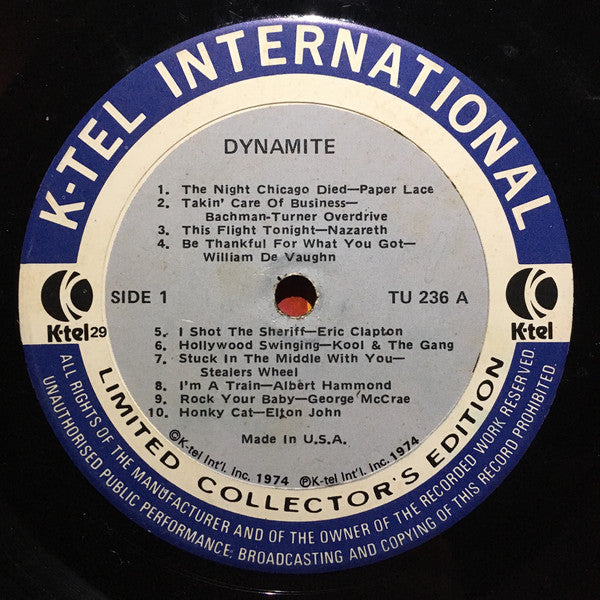 K-TEL INTERNATIONAL
DYNAMITE
1. The Night Chicago Died—Paper Lace
2. Takin' Care Of Business—
Bachman-Turner Overdrive
3. This Flight Tonight—Nazareth
4. Be Thankful For What You Got—
William De Vaughn
SIDE 1
TU 236 A
K-tel 29
K-tel
5. I Shot The Sheriff—Eric Clapton
6. Hollywood Swinging—Kool & The Gang
7. Stuck In The Middle With You—
Stealers Wheel
8. I'm A Train—Albert Hammond
9. Rock Your Baby—George McCrae
10. Honky Cat—Elton John
Made In U.S.A.
©K-tel Int'l. Inc. 1974 ℗K-tel Int'l. Inc. 1974
LIMITED COLLECTOR'S EDITION
ALL RIGHTS OF THE MANUFACTURER AND OF THE OWNER OF THE RECORDED WORK RESERVED
UNAUTHORISED PUBLIC PERFORMANCE. BROADCASTING AND COPYING OF THIS RECORD PROHIBITED.